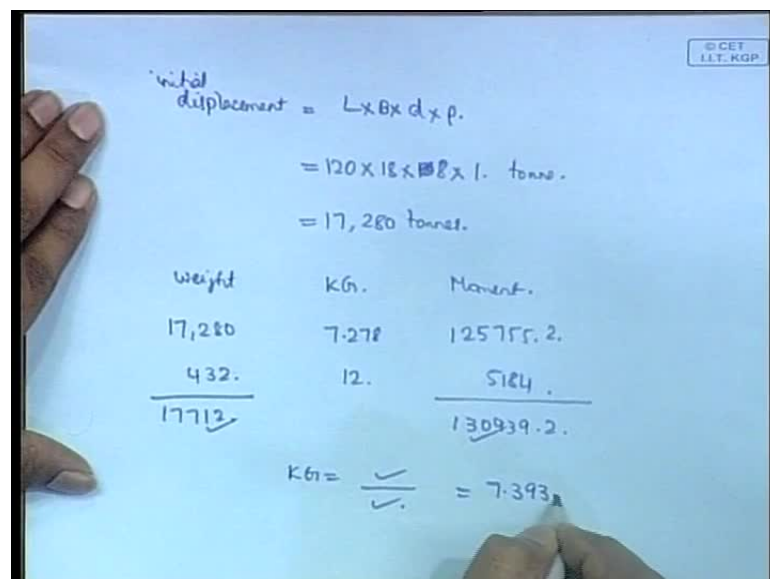 © CET
I.I.T. KGP
initial
displacement = L×B×d×ρ.
= 120 × 18 × 8 × 1. tonne.
= 17,280 tonnes.
Weight KG. Moment.
17,280 7.278 125755.2.
432. 12. 5184.
17712 130939.2.
KG = ✓/✓. = 7.393